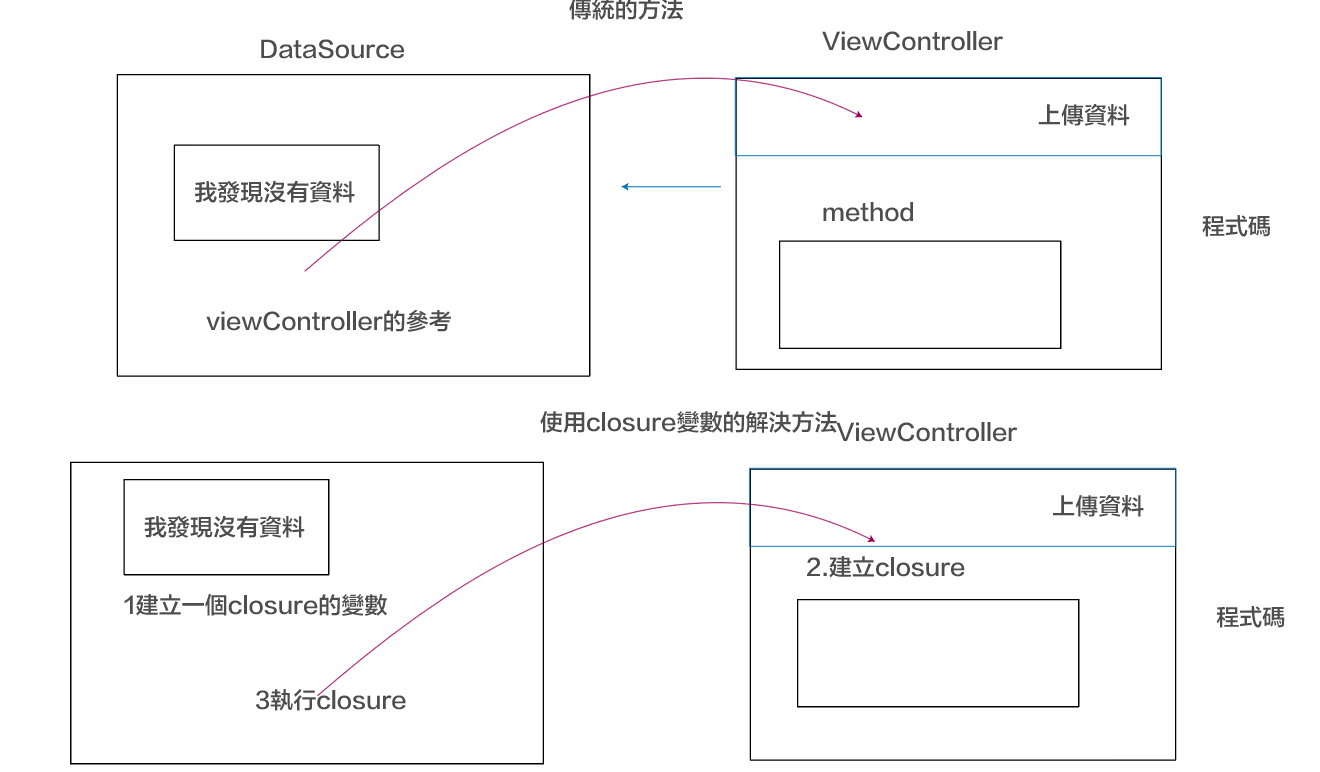 傳統的方法
DataSource
ViewController
上傳資料
我發現沒有資料
method
程式碼
viewController的參考
使用closure變數的解決方法
ViewController
上傳資料
我發現沒有資料
2.建立closure
1建立一個closure的變數
程式碼
3執行closure